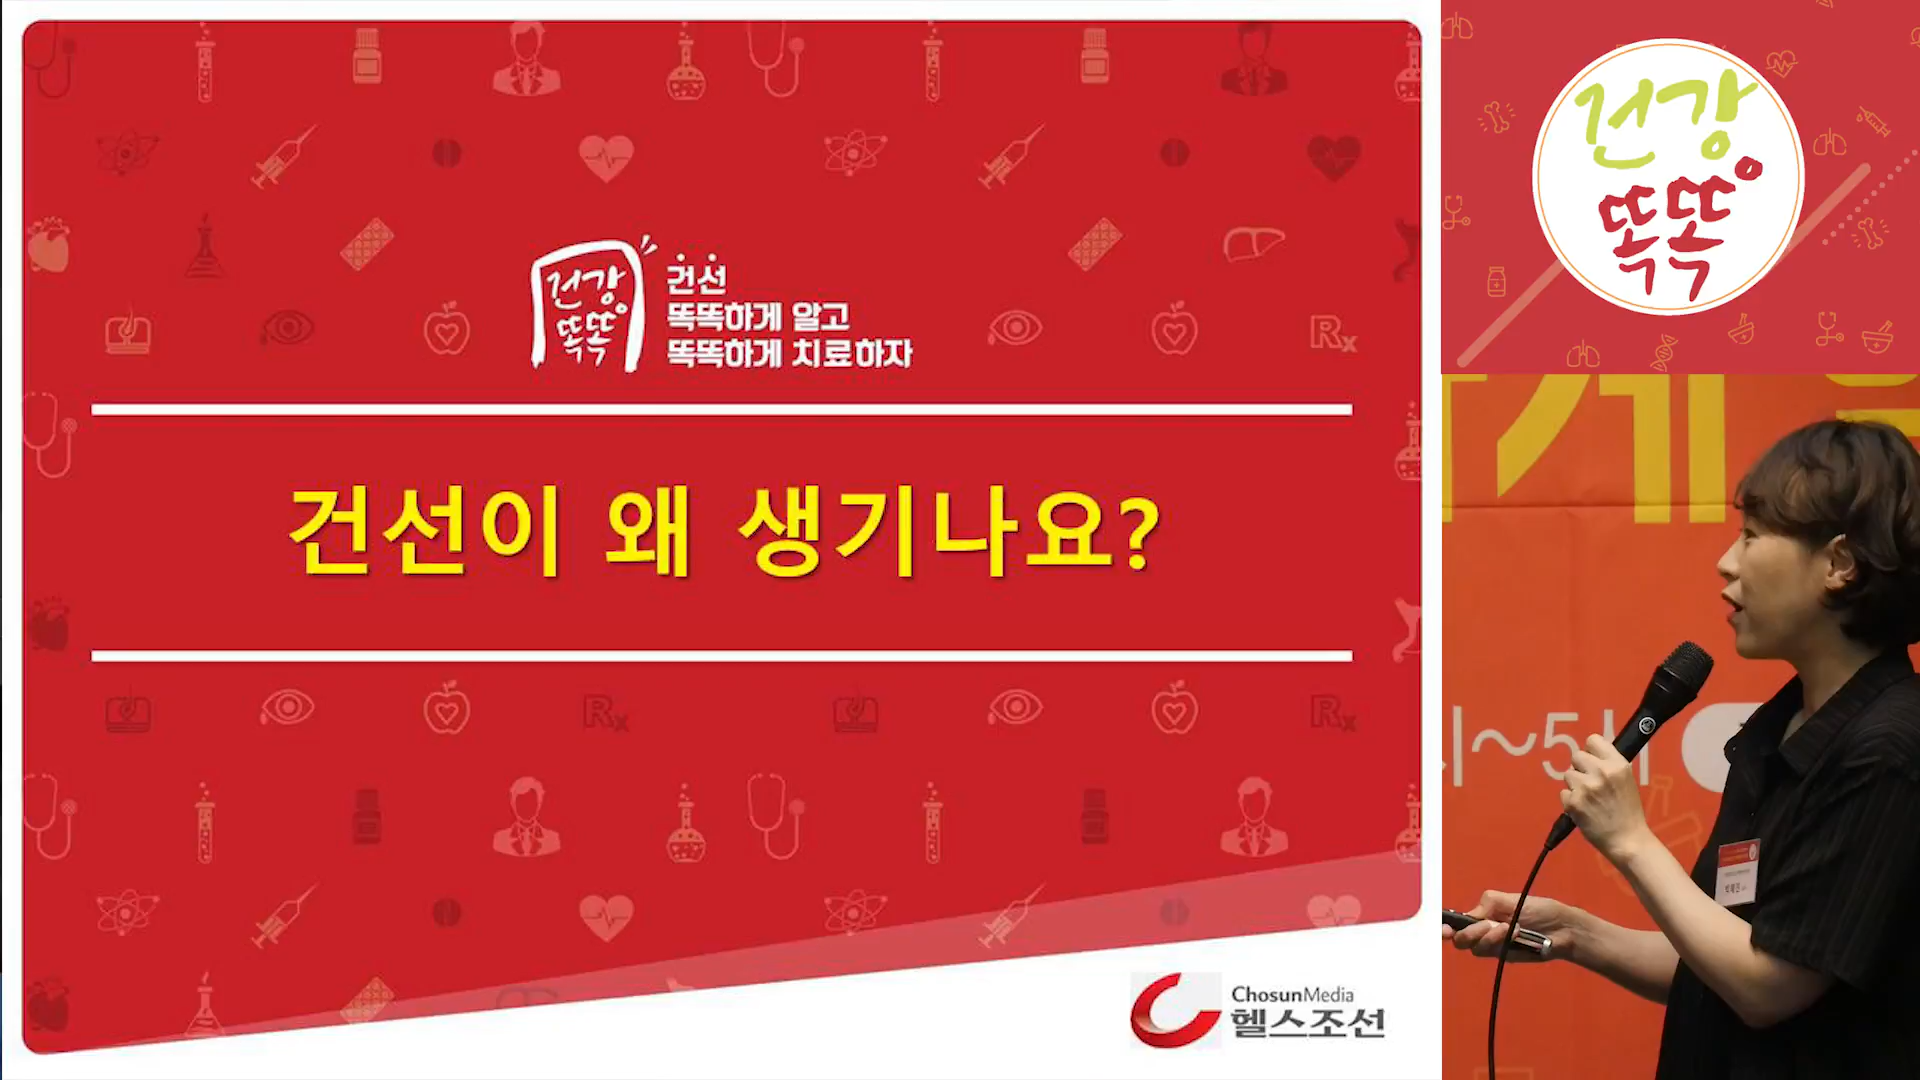 건강
똑똑
건선
똑똑하게 알고
똑똑하게 치료하자
건선이 왜 생기나요?
ChosunMedia
헬스조선
건강
똑똑
~5시